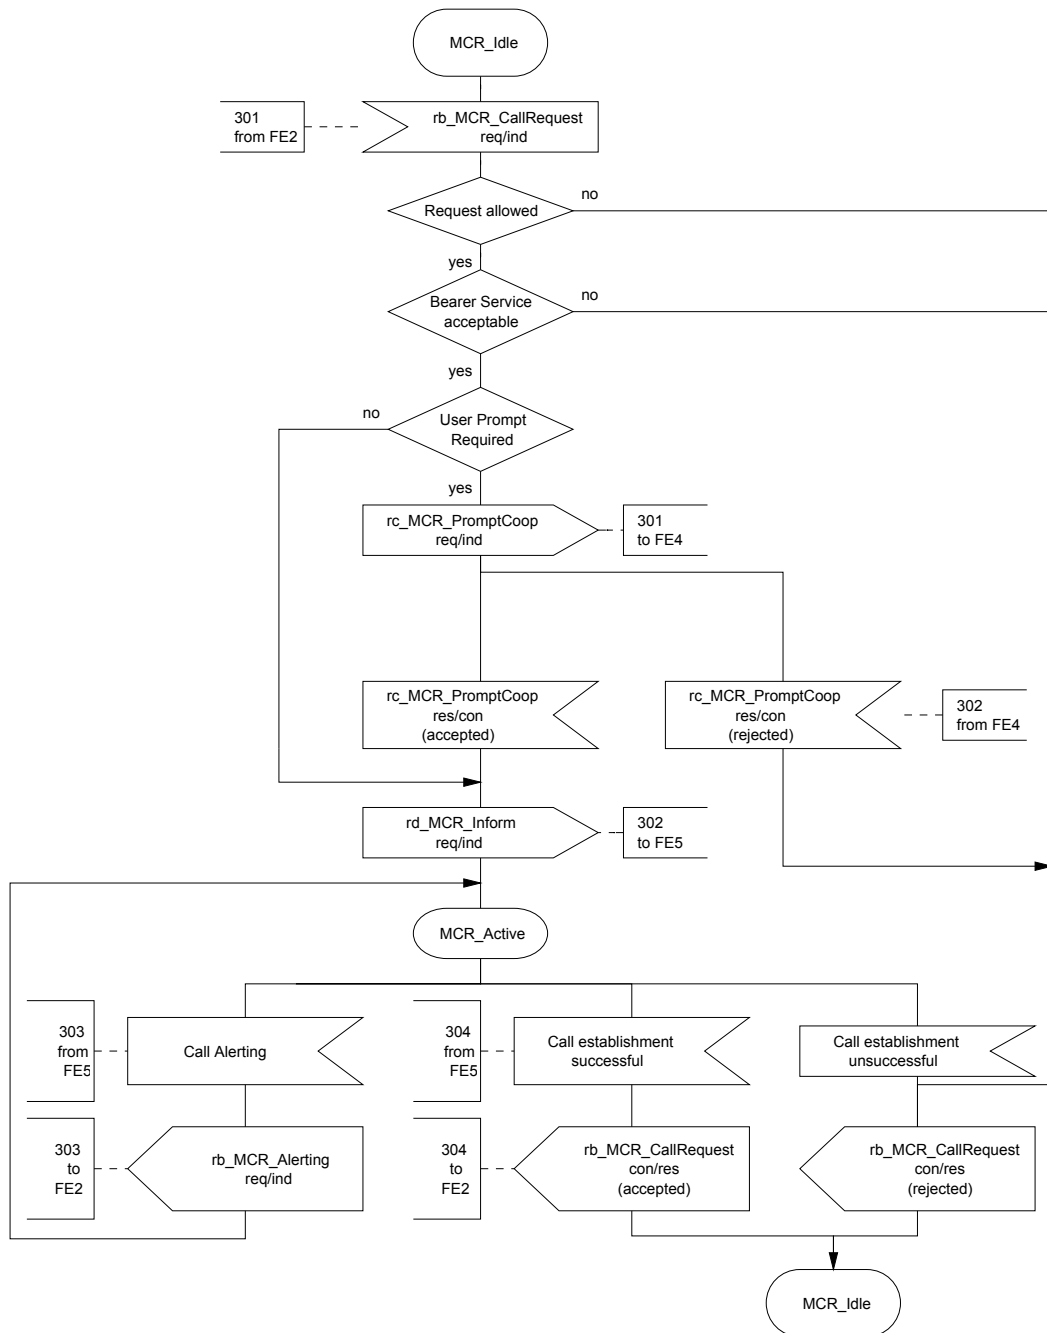 MCR_Idle
301
from FE2
rb_MCR_CallRequest
req/ind
no
Request allowed
yes
no
Bearer Service
acceptable
yes
no
User Prompt
Required
yes
rc_MCR_PromptCoop
req/ind
301
to FE4
rc_MCR_PromptCoop
res/con
(accepted)
rc_MCR_PromptCoop
res/con
(rejected)
302
from FE4
rd_MCR_Inform
req/ind
302
to FE5
MCR_Active
303
from
FE5
Call Alerting
304
from
FE5
Call establishment
successful
Call establishment
unsuccessful
303
to
FE2
rb_MCR_Alerting
req/ind
304
to
FE2
rb_MCR_CallRequest
con/res
(accepted)
rb_MCR_CallRequest
con/res
(rejected)
MCR_Idle